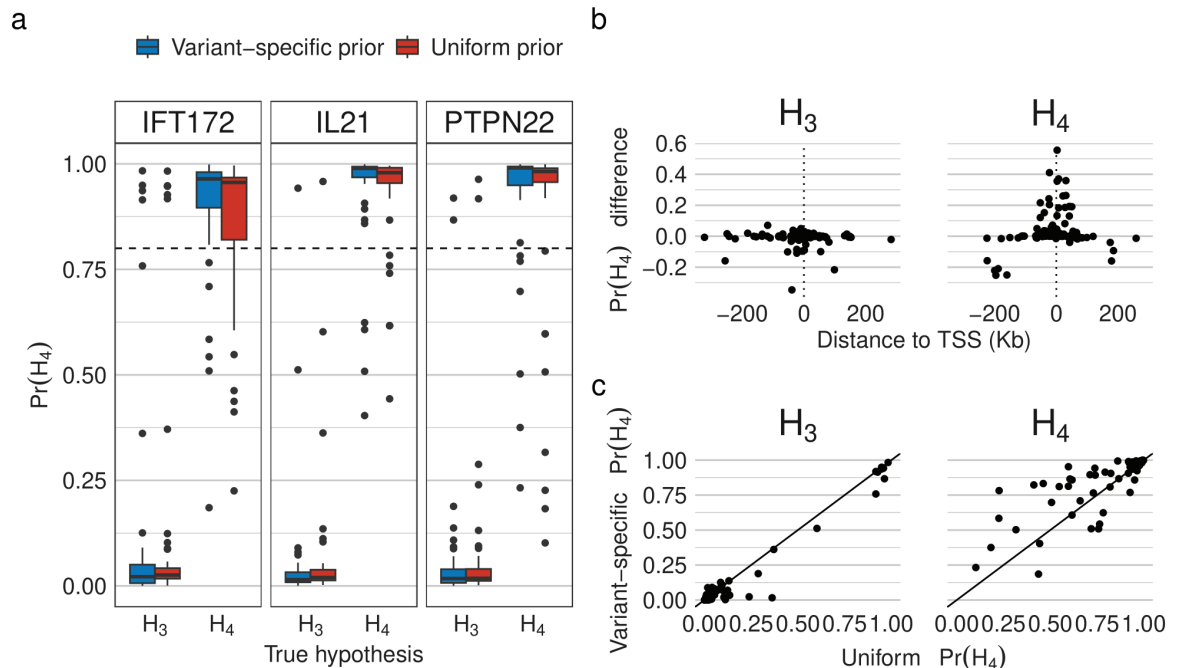 a
Variant−specific prior
Uniform prior
IFT172
IL21
PTPN22
1.00
0.75
0.50
0.25
0.00
Pr(H₄)
H₃
H₄
H₃
H₄
H₃
H₄
True hypothesis
b
H₃
H₄
Pr(H₄) difference
0.6
0.4
0.2
0.0
−0.2
−200
0
200
−200
0
200
Distance to TSS (Kb)
c
H₃
H₄
Variant−specific Pr(H₄)
1.00
0.75
0.50
0.25
0.00
0.00 0.25 0.50 0.75 1.00
0.00 0.25 0.50 0.75 1.00
Uniform Pr(H₄)